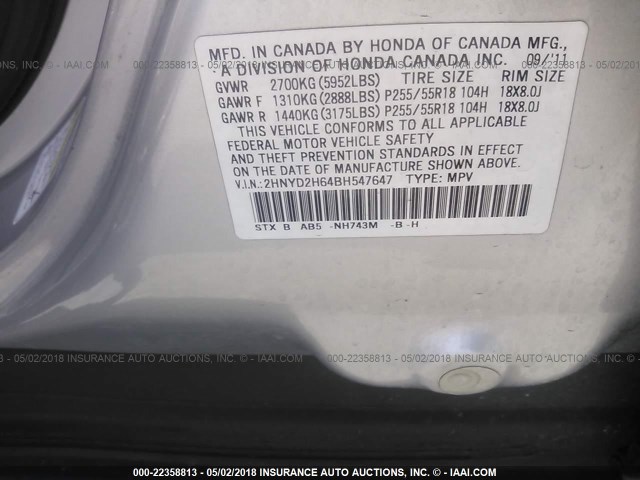 MFD. IN CANADA BY HONDA OF CANADA MFG.,
A DIVISION OF HONDA CANADA INC. 09/11
GVWR 2700KG(5952LBS) TIRE SIZE RIM SIZE
GAWR F 1310KG(2888LBS) P255/55R18 104H 18X8.0J
GAWR R 1440KG(3175LBS) P255/55R18 104H 18X8.0J
THIS VEHICLE CONFORMS TO ALL APPLICABLE
FEDERAL MOTOR VEHICLE SAFETY
AND THEFT PREVENTION STANDARDS IN EFFECT
ON THE DATE OF MANUFACTURE SHOWN ABOVE.
V.I.N.:2HNYD2H64BH547647 TYPE: MPV
STX B AB5 -NH743M -B -H
000-22358813 - 05/02/2018 INSURANCE AUTO AUCTIONS, INC. - © - IAAI.COM